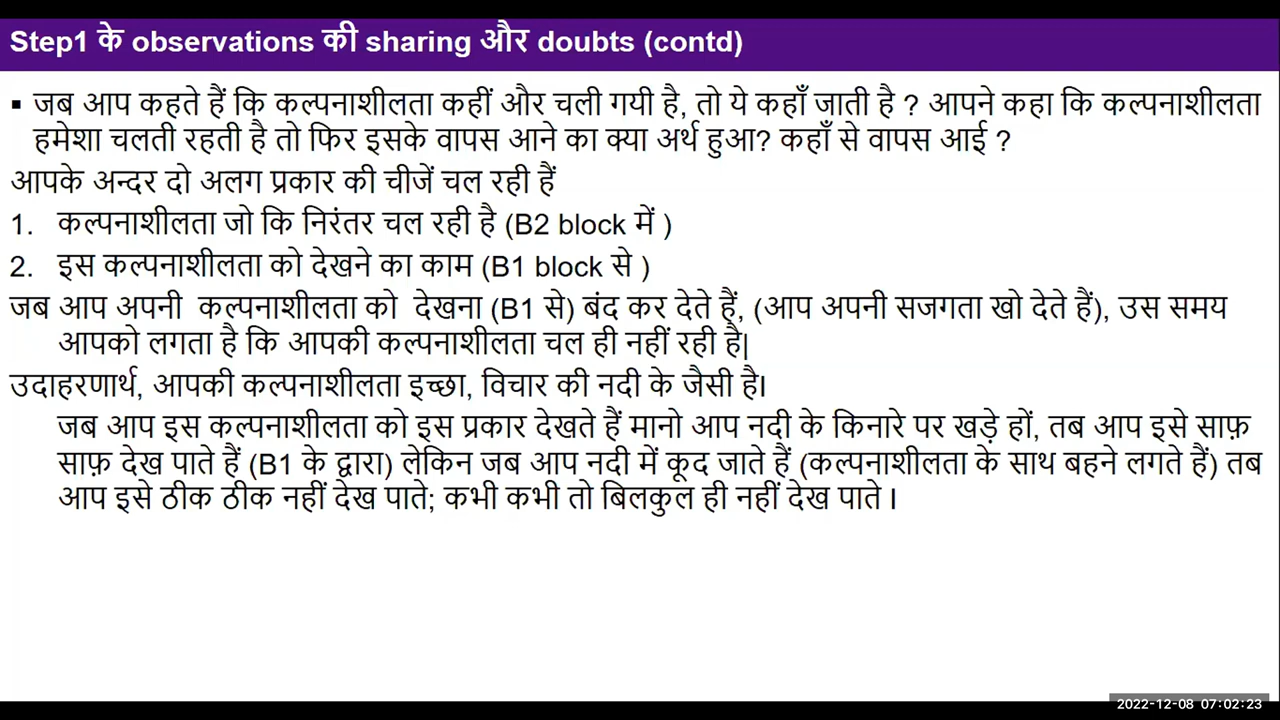 Step1 के observations की sharing और doubts (contd)
▪ जब आप कहते हैं कि कल्पनाशीलता कहीं और चली गयी है, तो ये कहाँ जाती है ? आपने कहा कि कल्पनाशीलता
हमेशा चलती रहती है तो फिर इसके वापस आने का क्या अर्थ हुआ? कहाँ से वापस आई ?
आपके अन्दर दो अलग प्रकार की चीजें चल रही हैं
1. कल्पनाशीलता जो कि निरंतर चल रही है (B2 block में )
2. इस कल्पनाशीलता को देखने का काम (B1 block से )
जब आप अपनी कल्पनाशीलता को देखना (B1 से) बंद कर देते हैं, (आप अपनी सजगता खो देते हैं), उस समय
आपको लगता है कि आपकी कल्पनाशीलता चल ही नहीं रही है|
उदाहरणार्थ, आपकी कल्पनाशीलता इच्छा, विचार की नदी के जैसी है।
जब आप इस कल्पनाशीलता को इस प्रकार देखते हैं मानो आप नदी के किनारे पर खड़े हों, तब आप इसे साफ़
साफ़ देख पाते हैं (B1 के द्वारा) लेकिन जब आप नदी में कूद जाते हैं (कल्पनाशीलता के साथ बहने लगते हैं) तब
आप इसे ठीक ठीक नहीं देख पाते; कभी कभी तो बिलकुल ही नहीं देख पाते ।
2022-12-08 07:02:23